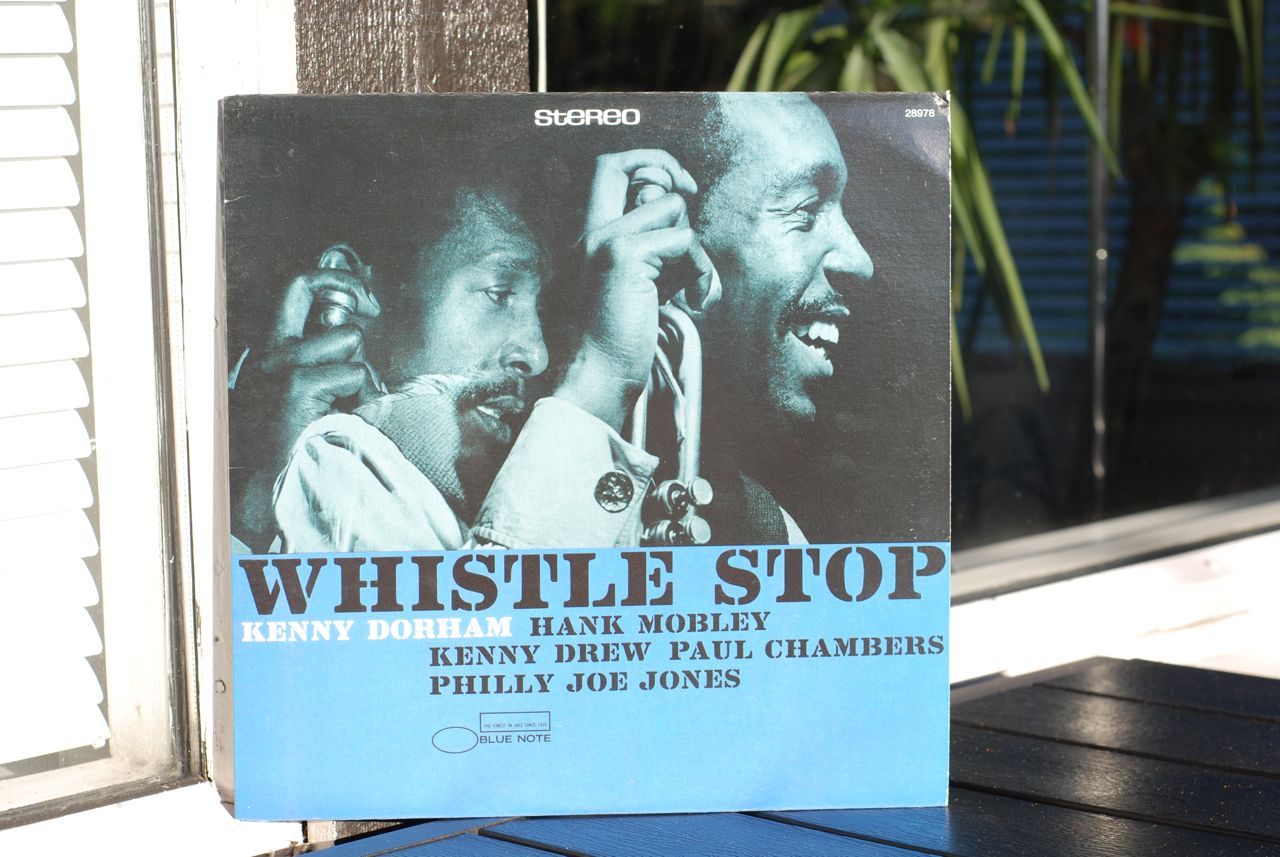 STEREO
28978
WHISTLE STOP
KENNY DORHAM HANK MOBLEY
KENNY DREW PAUL CHAMBERS
PHILLY JOE JONES
THE FINEST IN JAZZ SINCE 1939
BLUE NOTE